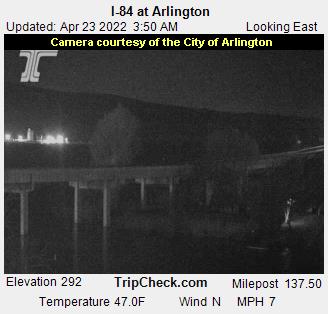 I-84 at Arlington
Updated: Apr 23 2022 3:50 AM Looking East
Camera courtesy of the City of Arlington
Elevation 292 TripCheck.com Milepost 137.50
Temperature 47.0F Wind N MPH 7